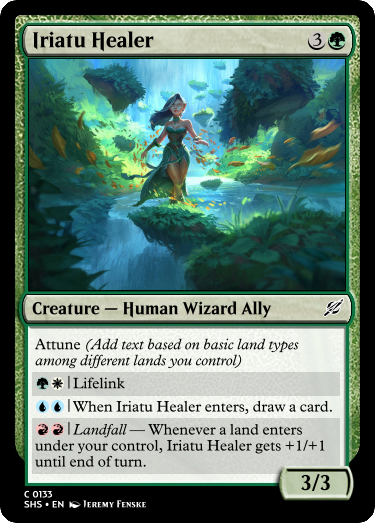 Iriatu Healer 3
Creature — Human Wizard Ally
Attune (Add text based on basic land types
among different lands you control)
| Lifelink
| When Iriatu Healer enters, draw a card.
| Landfall — Whenever a land enters
under your control, Iriatu Healer gets +1/+1
until end of turn.
3/3
C 0133
SHS • EN Jeremy Fenske